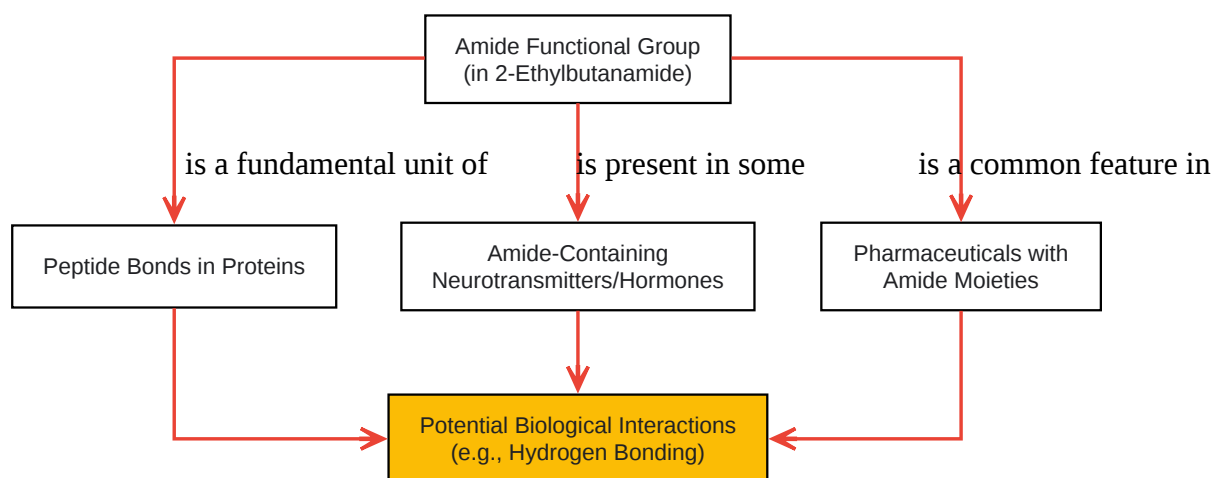 Amide Functional Group
(in 2-Ethylbutanamide)
is a fundamental unit of
is present in some
is a common feature in
Peptide Bonds in Proteins
Amide-Containing
Neurotransmitters/Hormones
Pharmaceuticals with
Amide Moieties
Potential Biological Interactions
(e.g., Hydrogen Bonding)